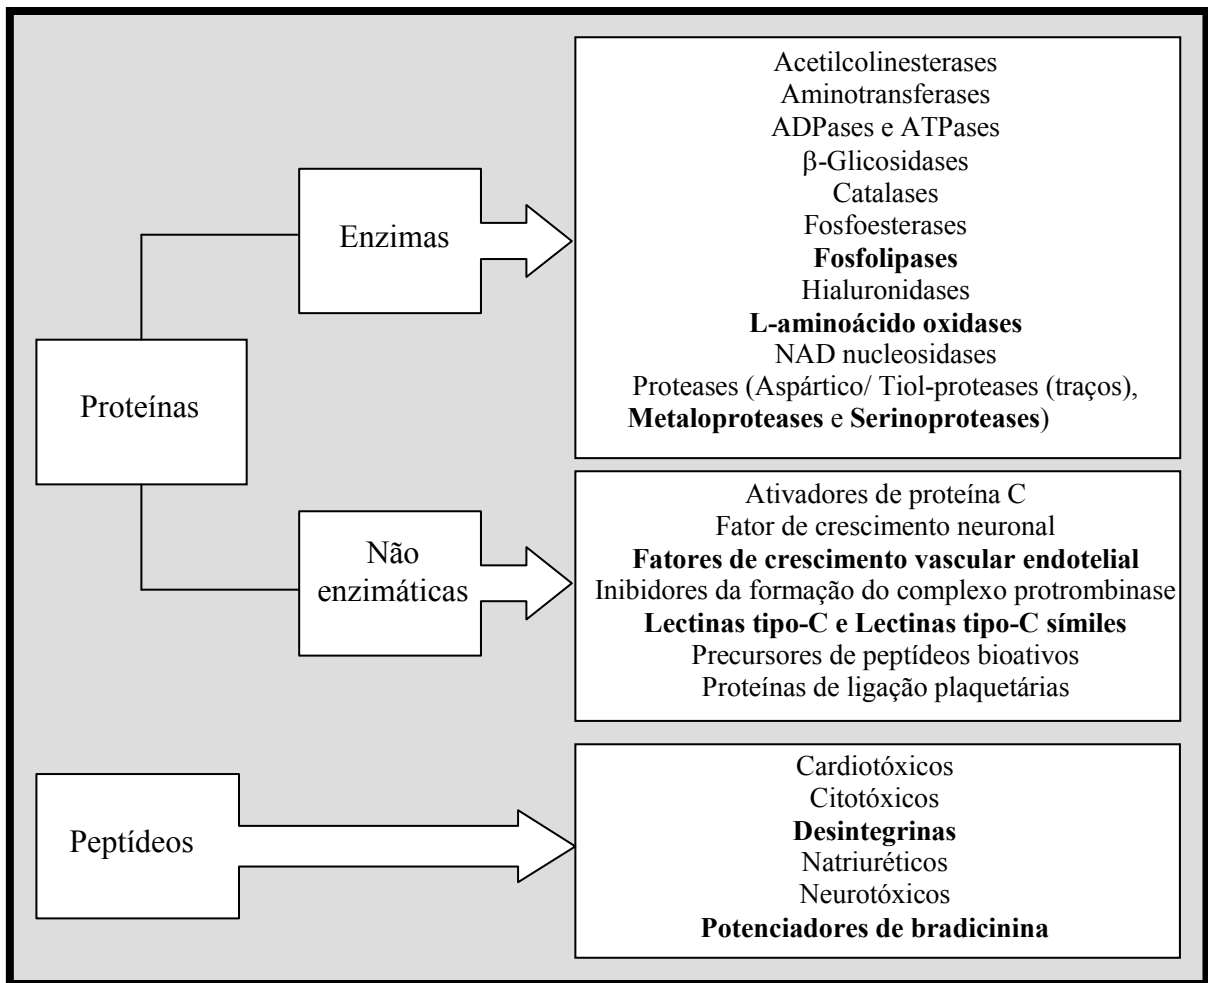 Proteínas
Enzimas
Acetilcolinesterases
Aminotransferases
ADPases e ATPases
β-Glicosidases
Catalases
Fosfoesterases
Fosfolipases
Hialuronidases
L-aminoácido oxidases
NAD nucleosidases
Proteases (Aspártico/ Tiol-proteases (traços),
Metaloproteases e Serinoproteases)
Não
enzimáticas
Ativadores de proteína C
Fator de crescimento neuronal
Fatores de crescimento vascular endotelial
Inibidores da formação do complexo protrombinase
Lectinas tipo-C e Lectinas tipo-C símiles
Precursores de peptídeos bioativos
Proteínas de ligação plaquetárias
Peptídeos
Cardiotóxicos
Citotóxicos
Desintegrinas
Natriuréticos
Neurotóxicos
Potenciadores de bradicinina